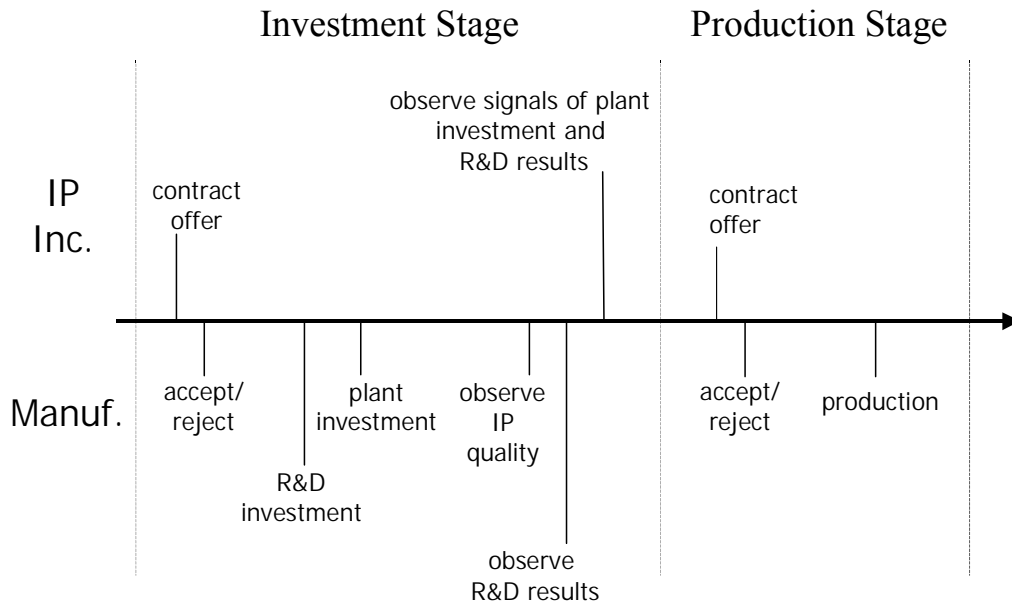 Investment Stage
Production Stage
observe signals of plant
investment and
R&D results
IP
Inc.
contract
offer
contract
offer
Manuf.
accept/
reject
plant
investment
observe
IP
quality
accept/
reject
production
R&D
investment
observe
R&D results